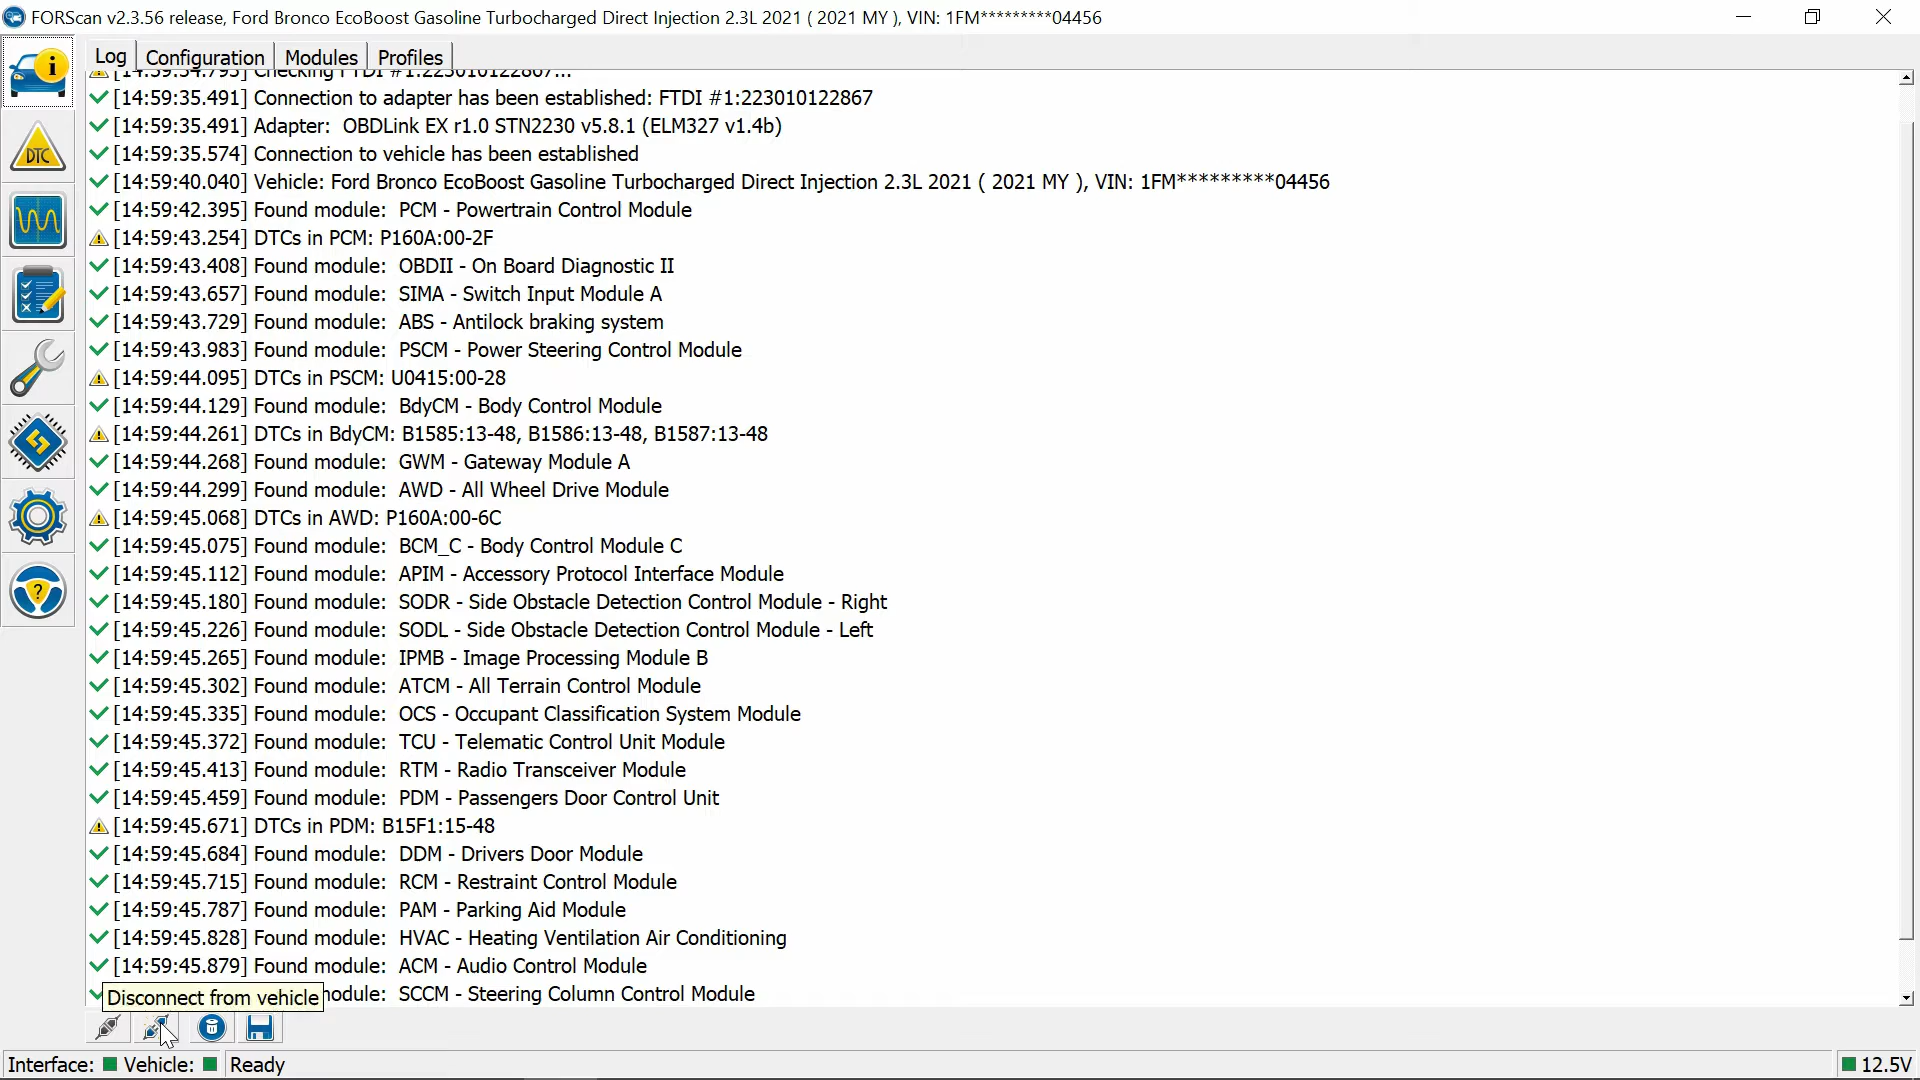 FORScan v2.3.56 release, Ford Bronco EcoBoost Gasoline Turbocharged Direct Injection 2.3L 2021 ( 2021 MY ), VIN: 1FM*********04456
Log Configuration Modules Profiles
[14:59:34.793] Checking FTDI #1:223010122867...
[14:59:35.491] Connection to adapter has been established: FTDI #1:223010122867
[14:59:35.491] Adapter: OBDLink EX r1.0 STN2230 v5.8.1 (ELM327 v1.4b)
[14:59:35.574] Connection to vehicle has been established
[14:59:40.040] Vehicle: Ford Bronco EcoBoost Gasoline Turbocharged Direct Injection 2.3L 2021 ( 2021 MY ), VIN: 1FM*********04456
[14:59:42.395] Found module: PCM - Powertrain Control Module
[14:59:43.254] DTCs in PCM: P160A:00-2F
[14:59:43.408] Found module: OBDII - On Board Diagnostic II
[14:59:43.657] Found module: SIMA - Switch Input Module A
[14:59:43.729] Found module: ABS - Antilock braking system
[14:59:43.983] Found module: PSCM - Power Steering Control Module
[14:59:44.095] DTCs in PSCM: U0415:00-28
[14:59:44.129] Found module: BdyCM - Body Control Module
[14:59:44.261] DTCs in BdyCM: B1585:13-48, B1586:13-48, B1587:13-48
[14:59:44.268] Found module: GWM - Gateway Module A
[14:59:44.299] Found module: AWD - All Wheel Drive Module
[14:59:45.068] DTCs in AWD: P160A:00-6C
[14:59:45.075] Found module: BCM_C - Body Control Module C
[14:59:45.112] Found module: APIM - Accessory Protocol Interface Module
[14:59:45.180] Found module: SODR - Side Obstacle Detection Control Module - Right
[14:59:45.226] Found module: SODL - Side Obstacle Detection Control Module - Left
[14:59:45.265] Found module: IPMB - Image Processing Module B
[14:59:45.302] Found module: ATCM - All Terrain Control Module
[14:59:45.335] Found module: OCS - Occupant Classification System Module
[14:59:45.372] Found module: TCU - Telematic Control Unit Module
[14:59:45.413] Found module: RTM - Radio Transceiver Module
[14:59:45.459] Found module: PDM - Passengers Door Control Unit
[14:59:45.671] DTCs in PDM: B15F1:15-48
[14:59:45.684] Found module: DDM - Drivers Door Module
[14:59:45.715] Found module: RCM - Restraint Control Module
[14:59:45.787] Found module: PAM - Parking Aid Module
[14:59:45.828] Found module: HVAC - Heating Ventilation Air Conditioning
[14:59:45.879] Found module: ACM - Audio Control Module
Disconnect from vehicle odule: SCCM - Steering Column Control Module
Interface: Vehicle: Ready 12.5V
DTC